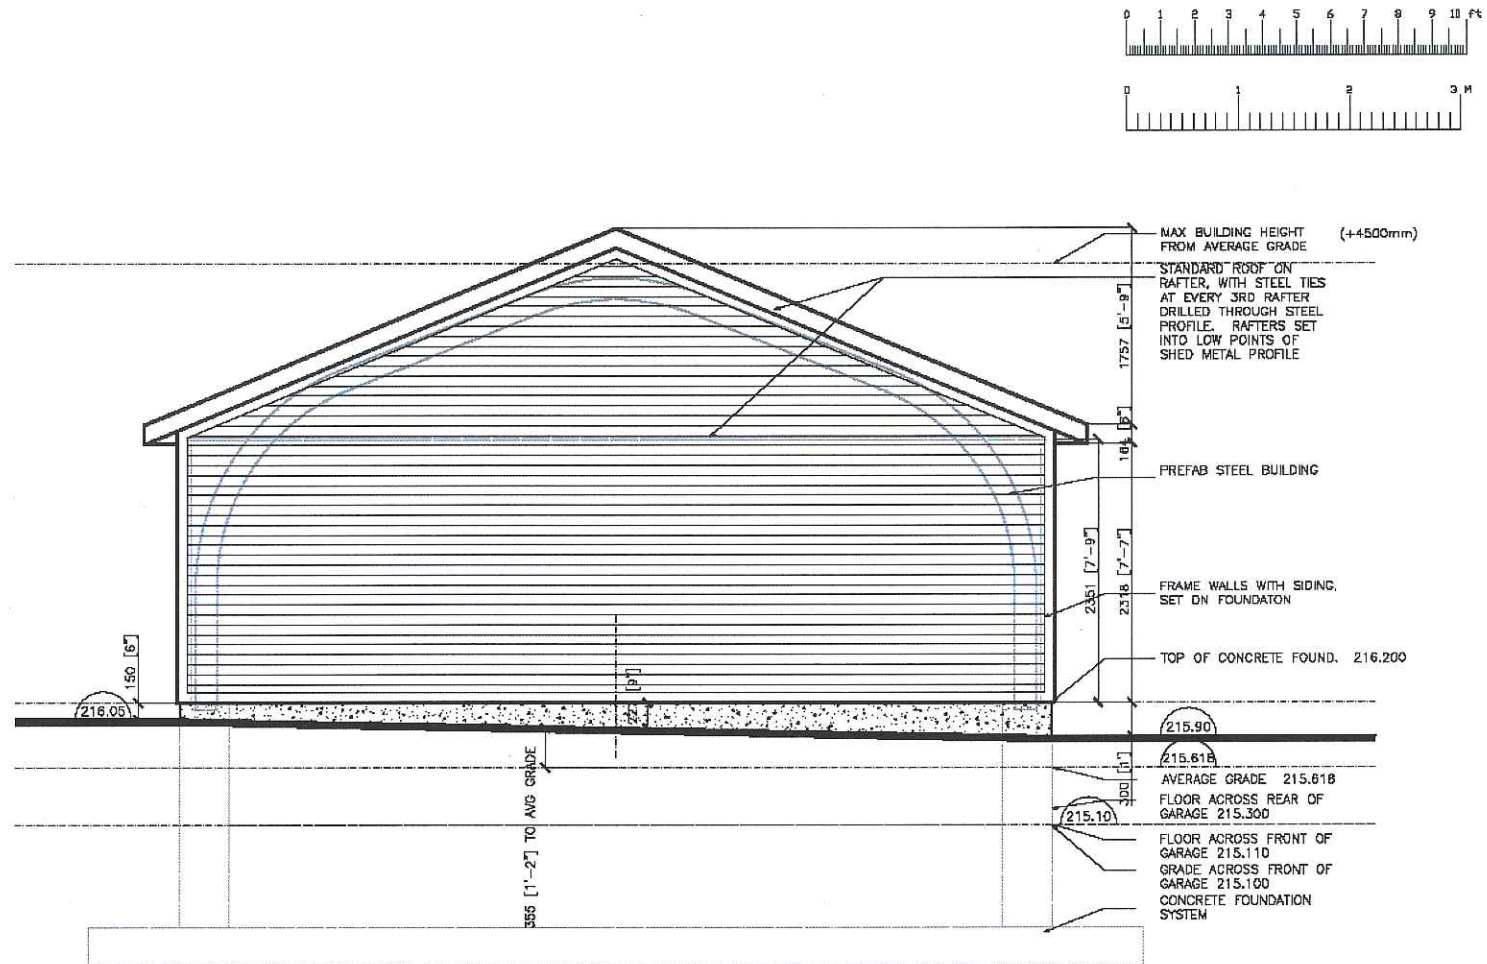 0 1 2 3 4 5 6 7 8 9 10 ft
0 1 2 3 M
MAX BUILDING HEIGHT (+4500mm)
FROM AVERAGE GRADE
STANDARD ROOF ON
RAFTER, WITH STEEL TIES
AT EVERY 3RD RAFTER
DRILLED THROUGH STEEL
PROFILE. RAFTERS SET
INTO LOW POINTS OF
SHED METAL PROFILE
1757 [5'-9"]
[6"]
PREFAB STEEL BUILDING
2351 [7'-9"]
2318 [7'-7"]
FRAME WALLS WITH SIDING,
SET ON FOUNDATON
TOP OF CONCRETE FOUND. 216.200
150 [6"]
216.05
[9"]
215.90
215.618
300 [1']
AVERAGE GRADE 215.618
FLOOR ACROSS REAR OF
GARAGE 215.300
215.10
FLOOR ACROSS FRONT OF
GARAGE 215.110
GRADE ACROSS FRONT OF
GARAGE 215.100
CONCRETE FOUNDATION
SYSTEM
355 [1'-2"] TO AVG GRADE